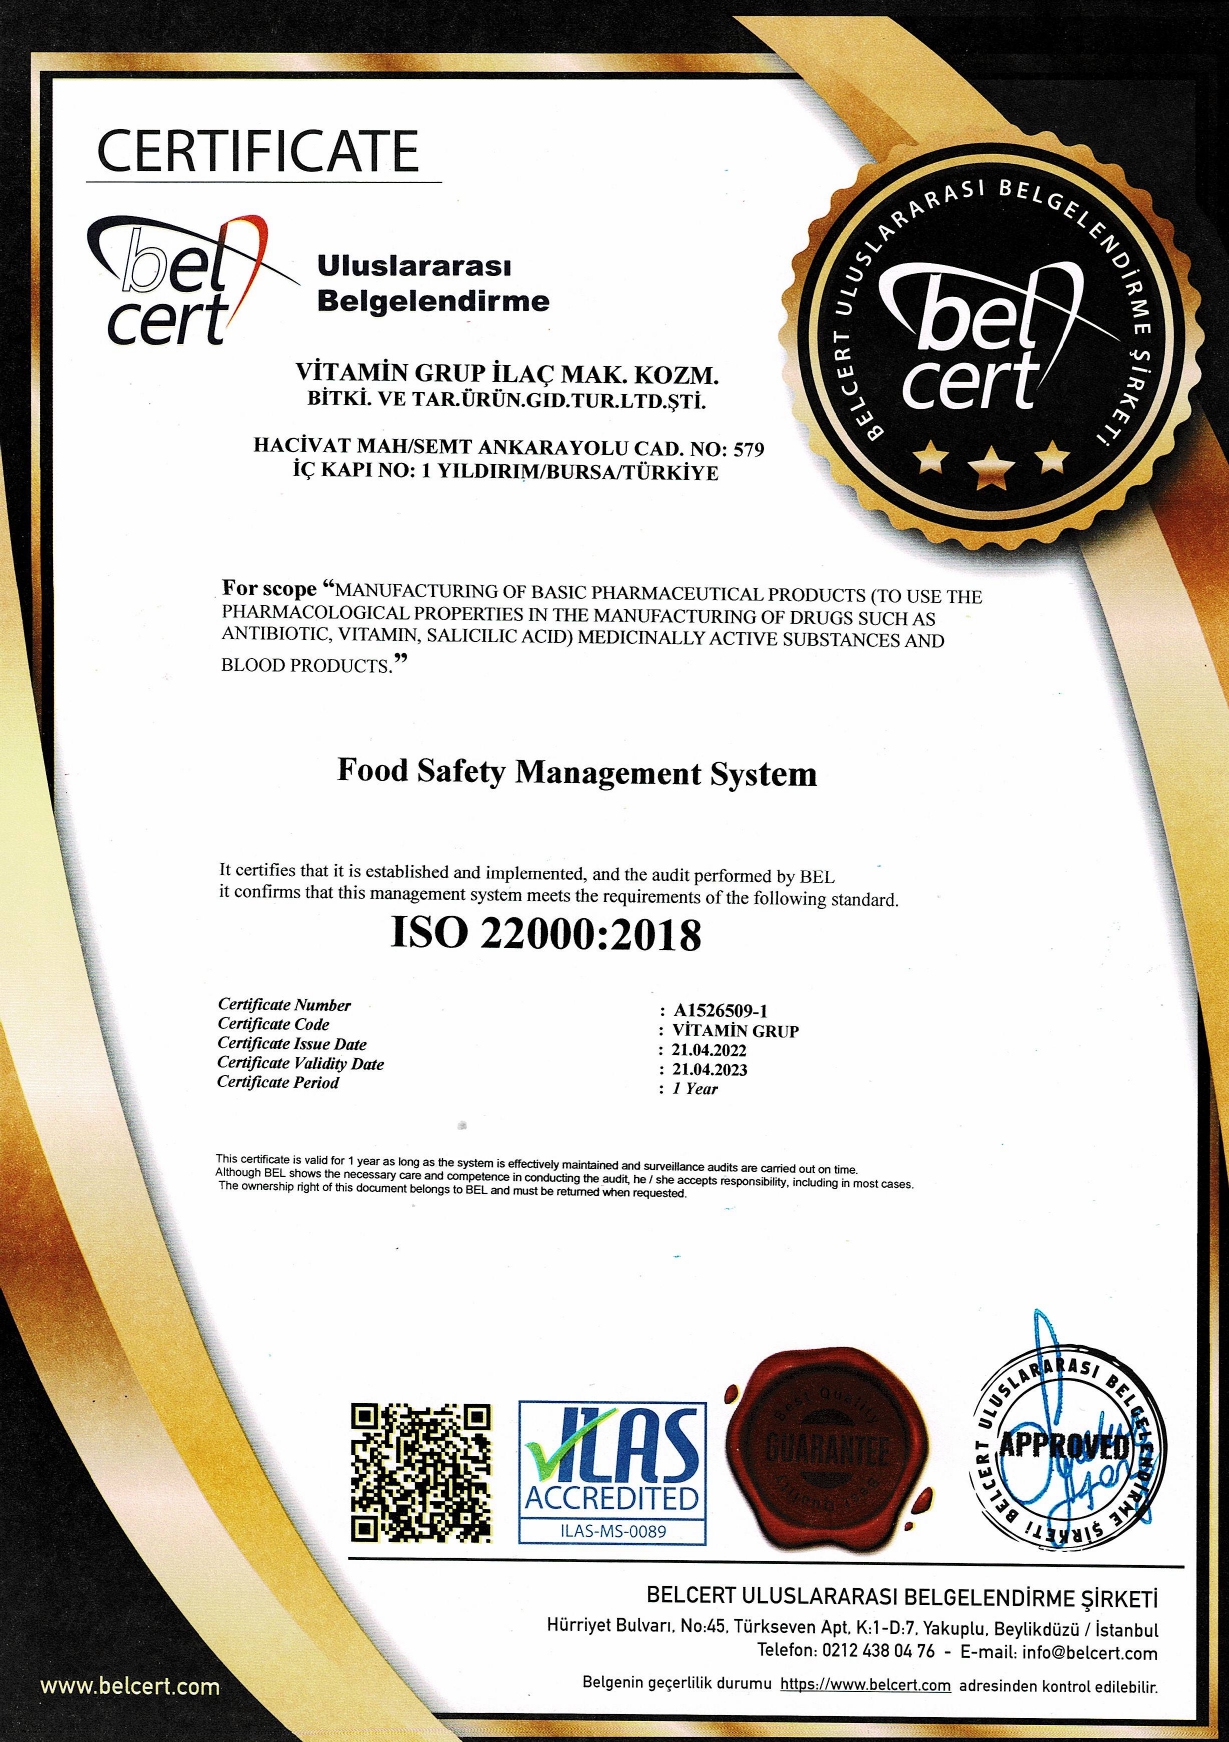 CERTIFICATE
bel
cert
Uluslararası
Belgelendirme
BELCERT ULUSLARARASI BELGELENDİRME ŞİRKETİ
bel
cert
VİTAMİN GRUP İLAÇ MAK. KOZM.
BİTKİ. VE TAR.ÜRÜN.GID.TUR.LTD.ŞTİ.
HACİVAT MAH/SEMT ANKARAYOLU CAD. NO: 579
İÇ KAPI NO: 1 YILDIRIM/BURSA/TÜRKİYE
For scope “MANUFACTURING OF BASIC PHARMACEUTICAL PRODUCTS (TO USE THE
PHARMACOLOGICAL PROPERTIES IN THE MANUFACTURING OF DRUGS SUCH AS
ANTIBIOTIC, VITAMIN, SALICILIC ACID) MEDICINALLY ACTIVE SUBSTANCES AND
BLOOD PRODUCTS.”
Food Safety Management System
It certifies that it is established and implemented, and the audit performed by BEL
it confirms that this management system meets the requirements of the following standard.
ISO 22000:2018
Certificate Number : A1526509-1
Certificate Code : VİTAMİN GRUP
Certificate Issue Date : 21.04.2022
Certificate Validity Date : 21.04.2023
Certificate Period : 1 Year
This certificate is valid for 1 year as long as the system is effectively maintained and surveillance audits are carried out on time.
Although BEL shows the necessary care and competence in conducting the audit, he / she accepts responsibility, including in most cases.
The ownership right of this document belongs to BEL and must be returned when requested.
ILAS
ACCREDITED
ILAS-MS-0089
BEST QUALITY
GUARANTEE
BELCERT ULUSLARARASI BELGELENDİRME ŞİRKETİ
APPROVED
BELCERT ULUSLARARASI BELGELENDİRME ŞİRKETİ
Hürriyet Bulvarı, No:45, Türkseven Apt, K:1-D:7, Yakuplu, Beylikdüzü / İstanbul
Telefon: 0212 438 04 76 - E-mail: info@belcert.com
www.belcert.com
Belgenin geçerlilik durumu https://www.belcert.com adresinden kontrol edilebilir.